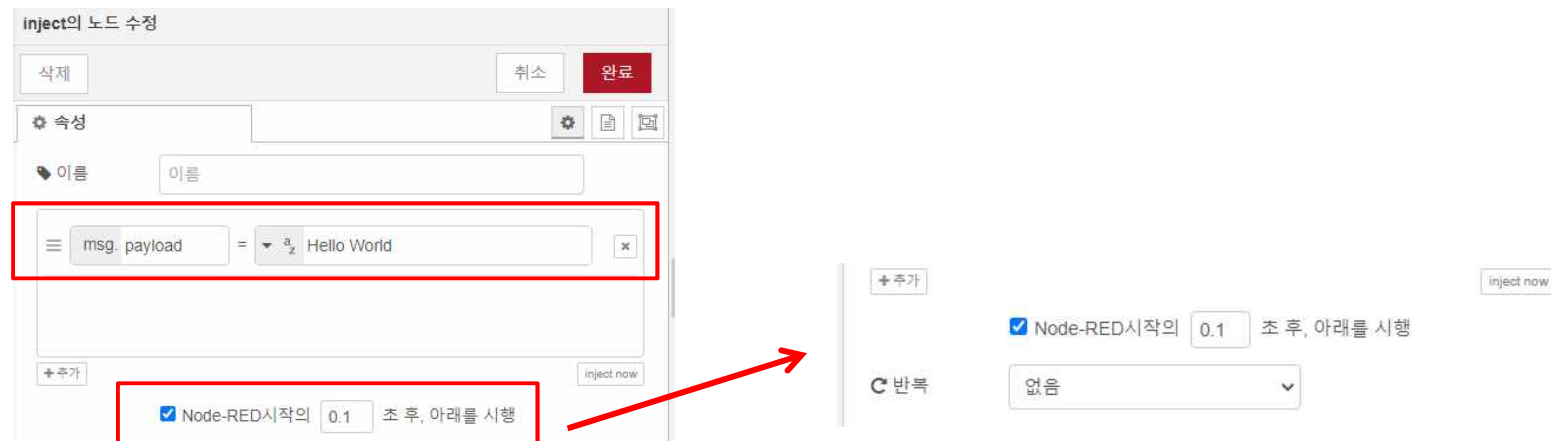 inject의 노드 수정
삭제 취소 완료
속성
이름 이름
msg. payload = az Hello World
+추가 inject now
Node-RED시작의 0.1 초 후, 아래를 시행
+추가 inject now
Node-RED시작의 0.1 초 후, 아래를 시행
반복 없음